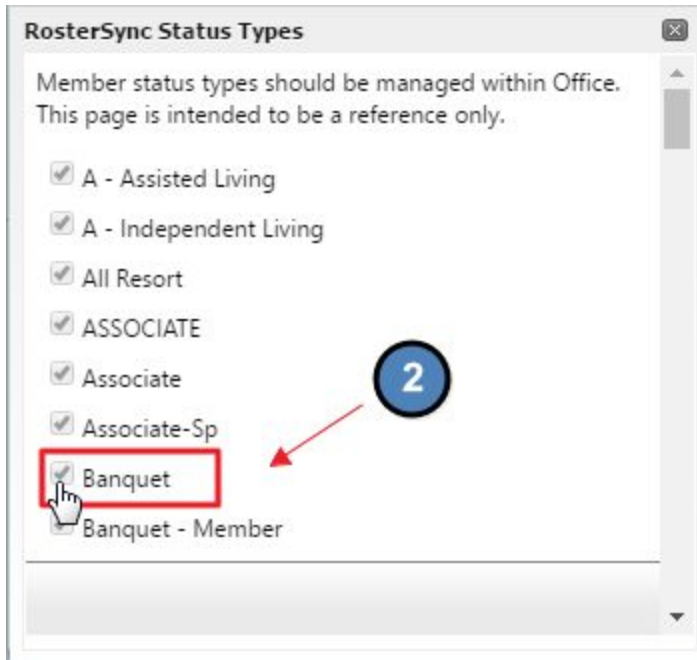 RosterSync Status Types
Member status types should be managed within Office.
This page is intended to be a reference only.
A - Assisted Living
A - Independent Living
All Resort
ASSOCIATE
Associate
2
Associate-Sp
Banquet
Banquet - Member